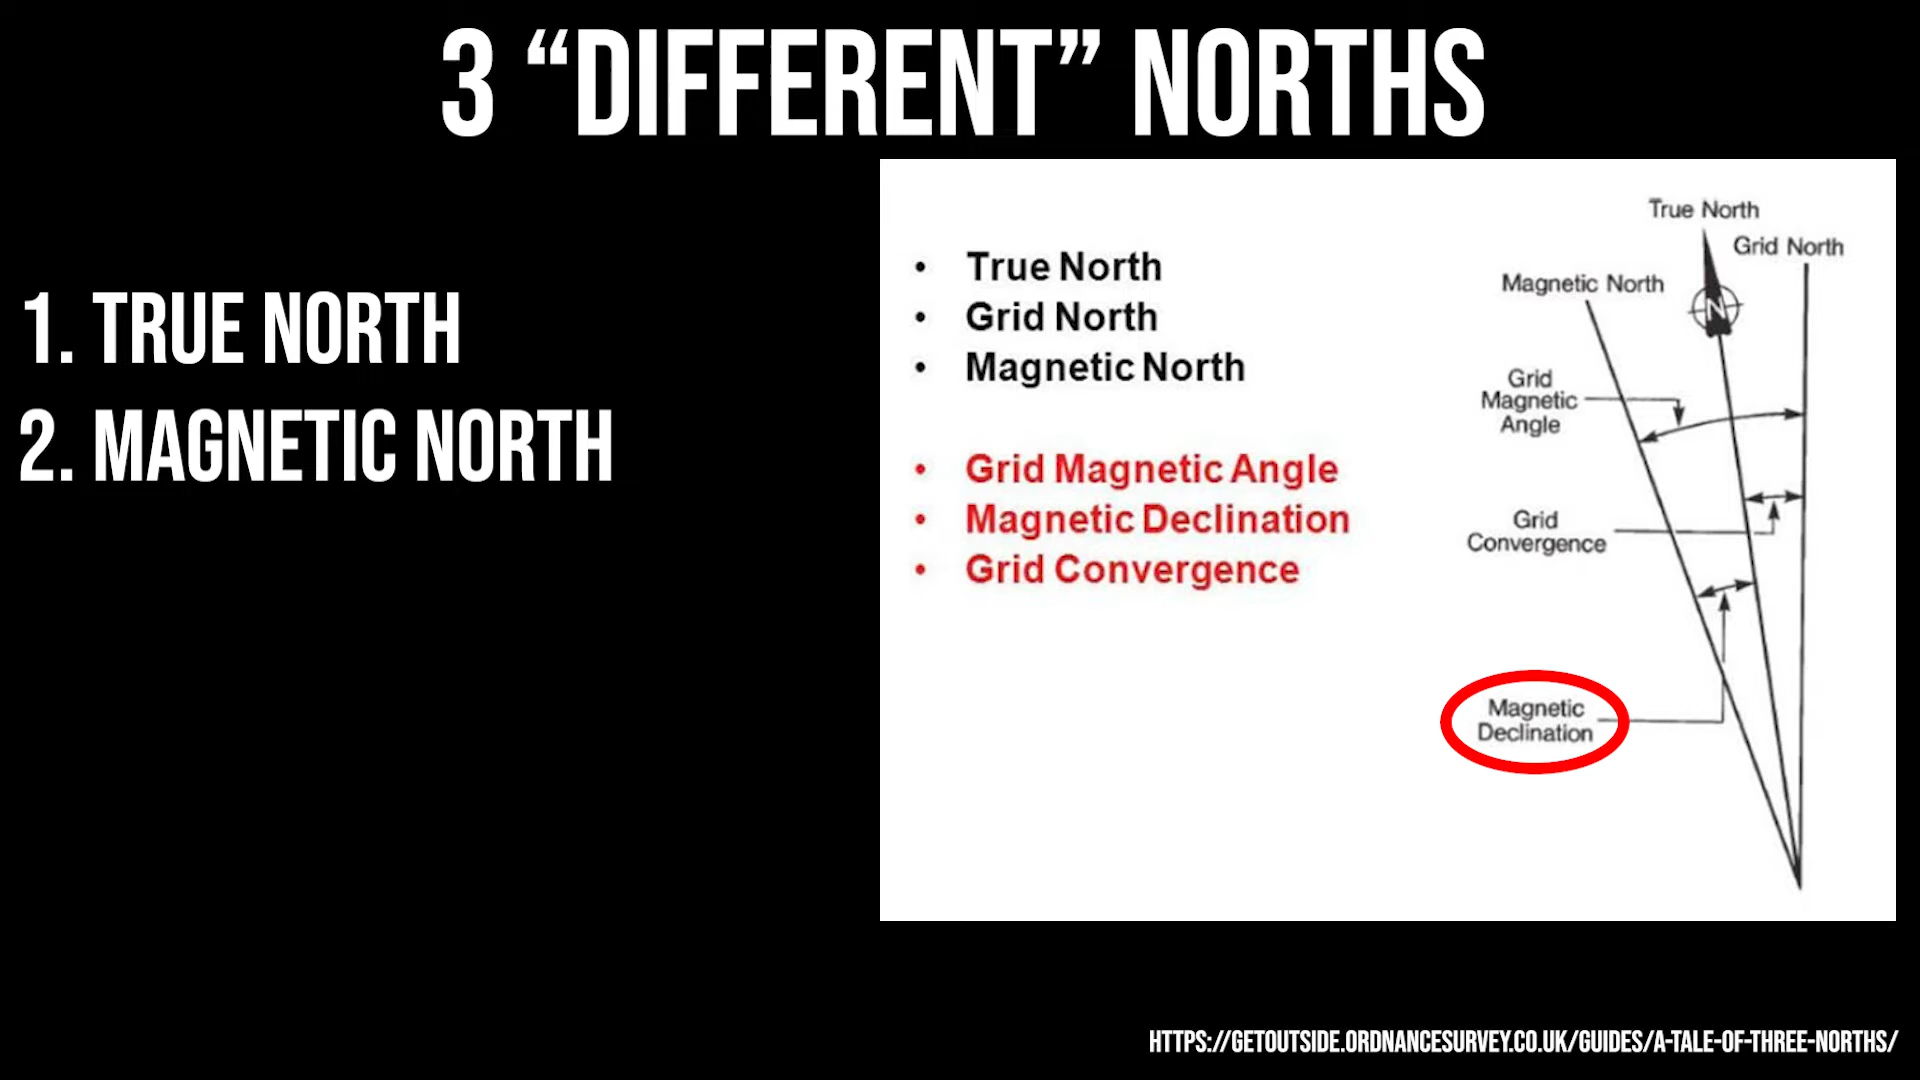 3 “DIFFERENT” NORTHS
1. TRUE NORTH
2. MAGNETIC NORTH
• True North
• Grid North
• Magnetic North
• Grid Magnetic Angle
• Magnetic Declination
• Grid Convergence
True North
Grid North
Magnetic North
N
Grid
Magnetic
Angle
Grid
Convergence
Magnetic
Declination
HTTPS://GETOUTSIDE.ORDNANCESURVEY.CO.UK/GUIDES/A-TALE-OF-THREE-NORTHS/